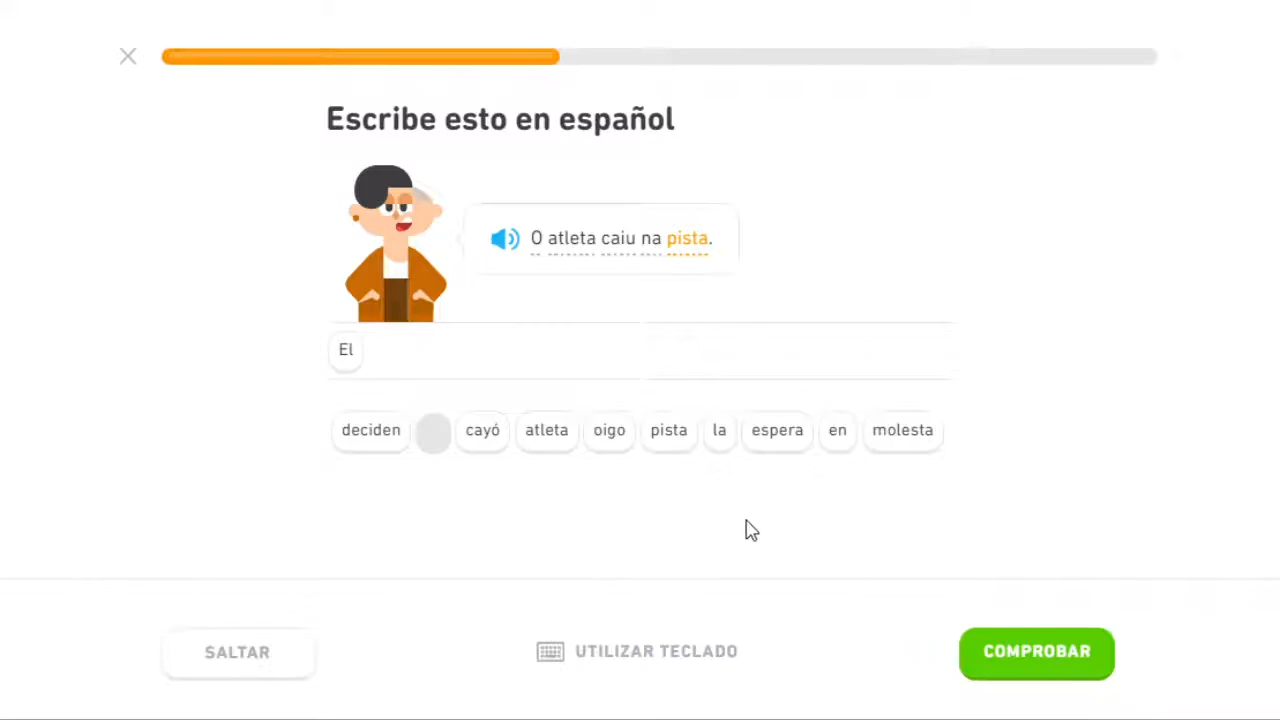 Escribe esto en español
O atleta caiu na pista.
El
deciden cayó atleta oigo pista la espera en molesta
SALTAR UTILIZAR TECLADO COMPROBAR